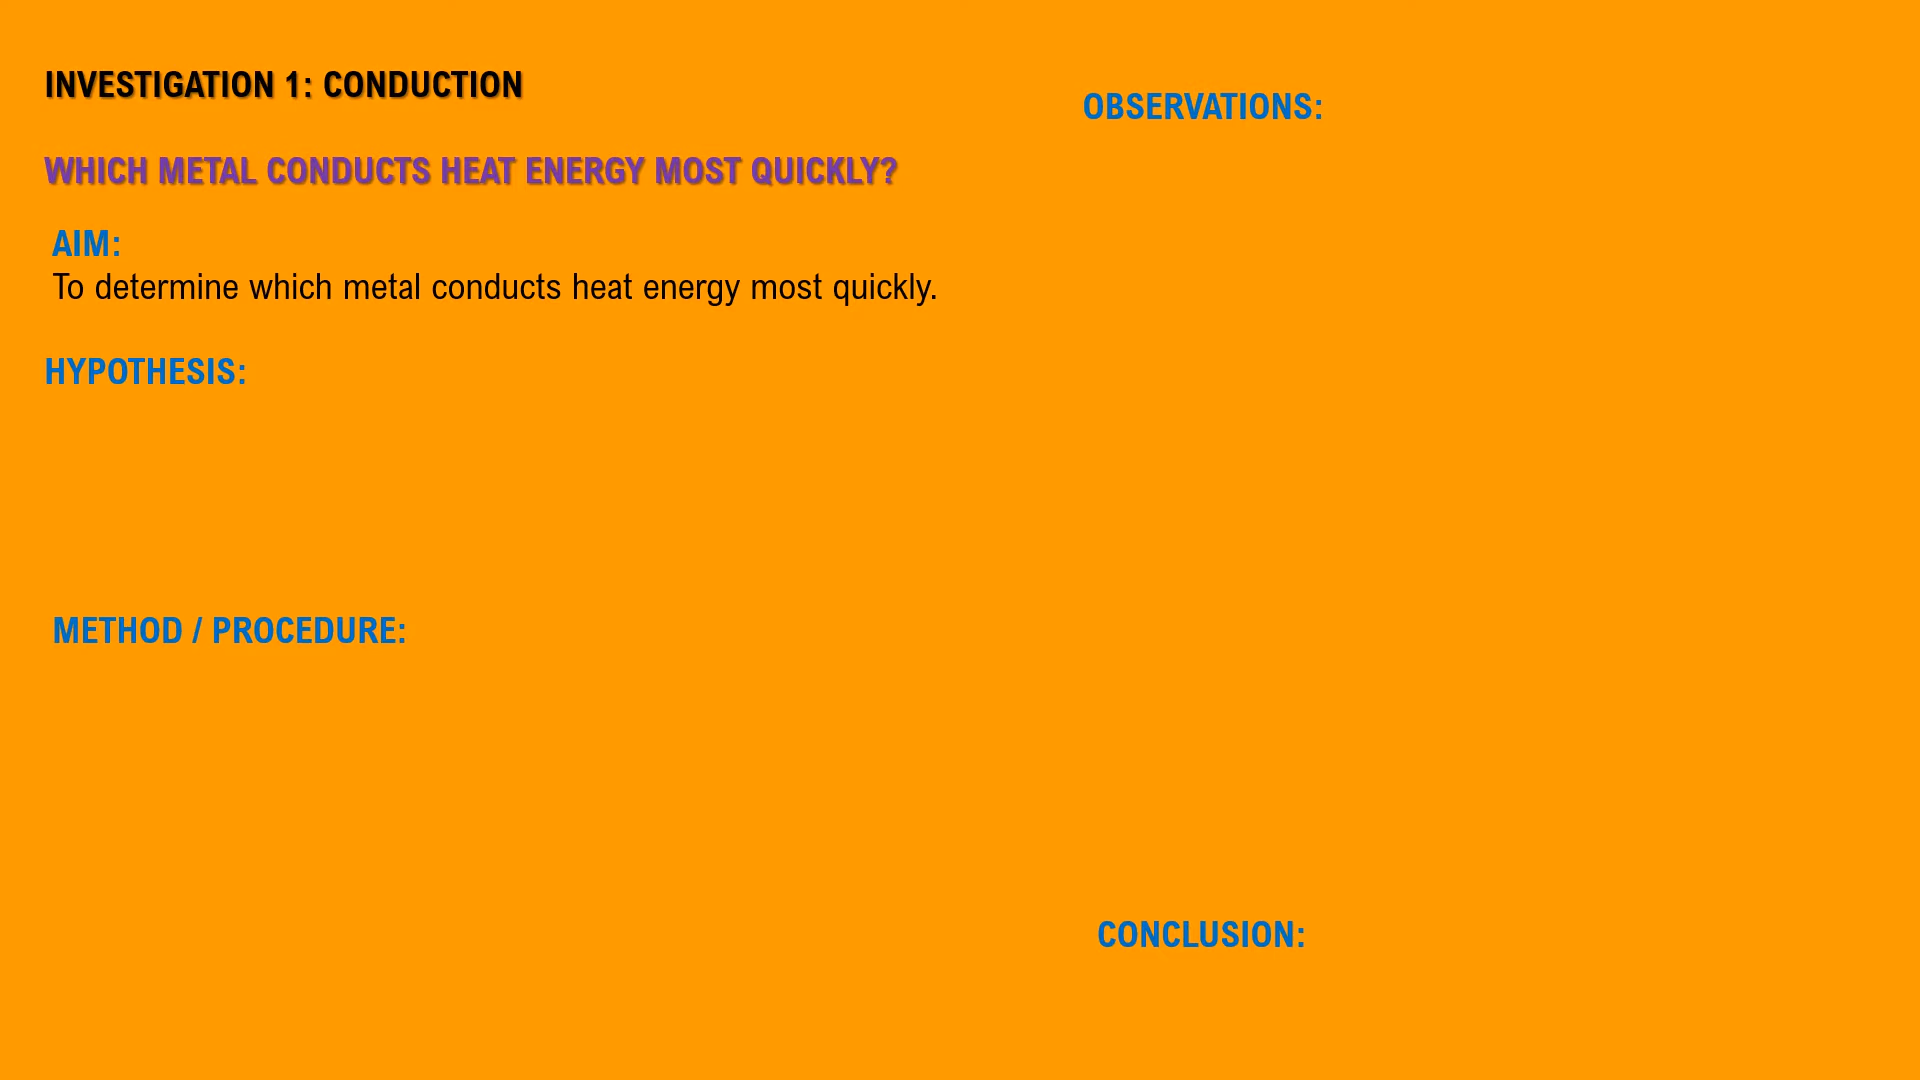 INVESTIGATION 1: CONDUCTION
WHICH METAL CONDUCTS HEAT ENERGY MOST QUICKLY?
AIM:
To determine which metal conducts heat energy most quickly.
HYPOTHESIS:
METHOD / PROCEDURE:
OBSERVATIONS:
CONCLUSION: